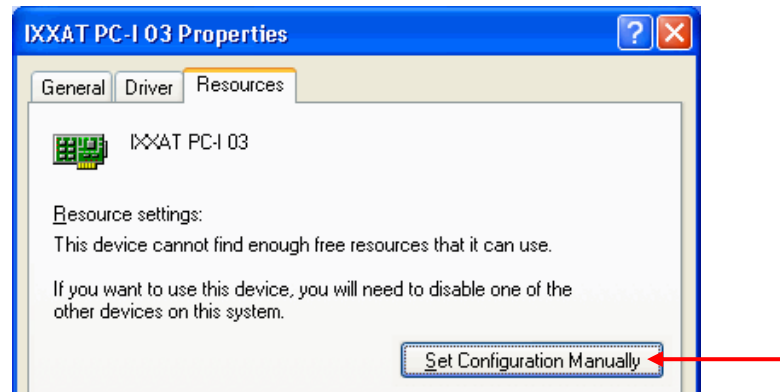 IXXAT PC-I 03 Properties
General Driver Resources
IXXAT PC-I 03
Resource settings:
This device cannot find enough free resources that it can use.
If you want to use this device, you will need to disable one of the
other devices on this system.
Set Configuration Manually